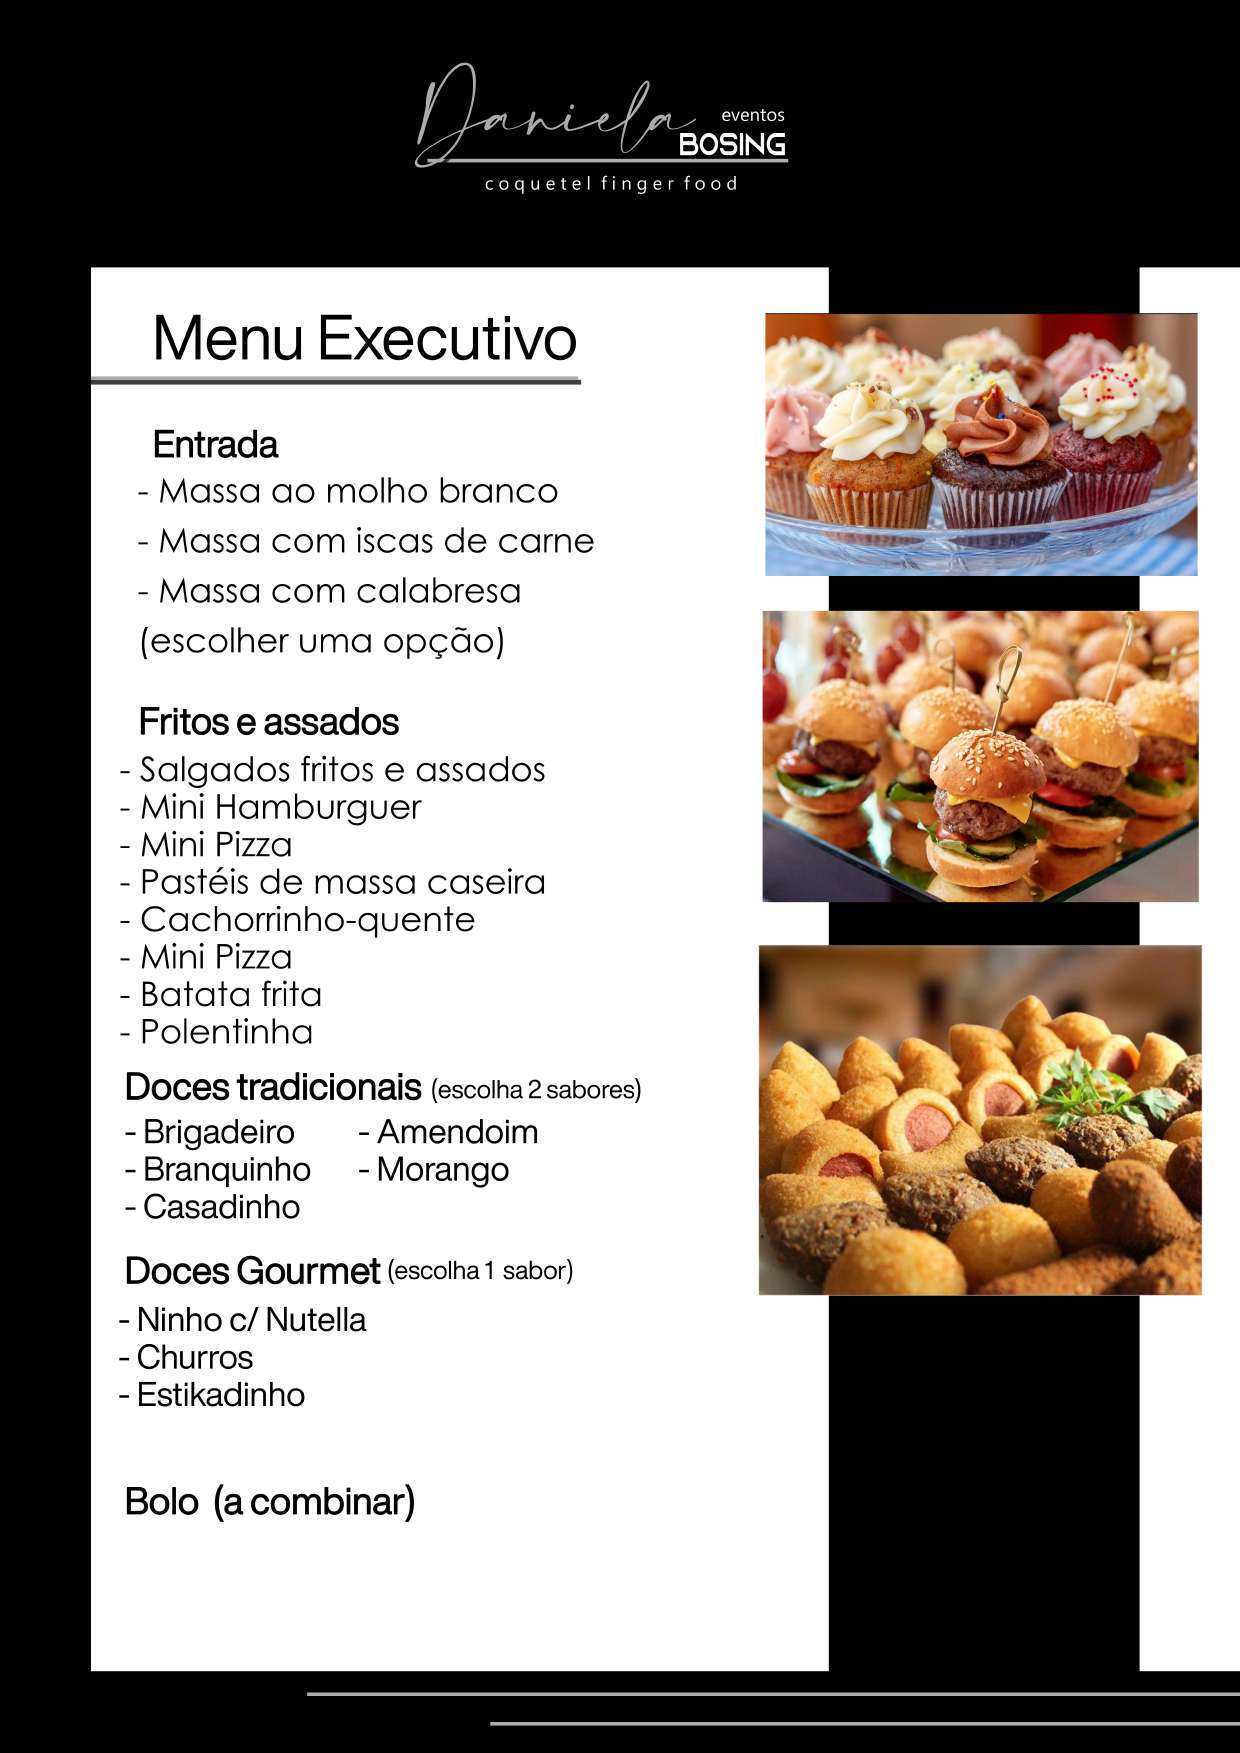 Daniela eventos
BOSING
coquetel finger food
Menu Executivo
Entrada
- Massa ao molho branco
- Massa com iscas de carne
- Massa com calabresa
(escolher uma opção)
Fritos e assados
- Salgados fritos e assados
- Mini Hamburguer
- Mini Pizza
- Pastéis de massa caseira
- Cachorrinho-quente
- Mini Pizza
- Batata frita
- Polentinha
Doces tradicionais (escolha 2 sabores)
- Brigadeiro - Amendoim
- Branquinho - Morango
- Casadinho
Doces Gourmet (escolha 1 sabor)
- Ninho c/ Nutella
- Churros
- Estikadinho
Bolo (a combinar)